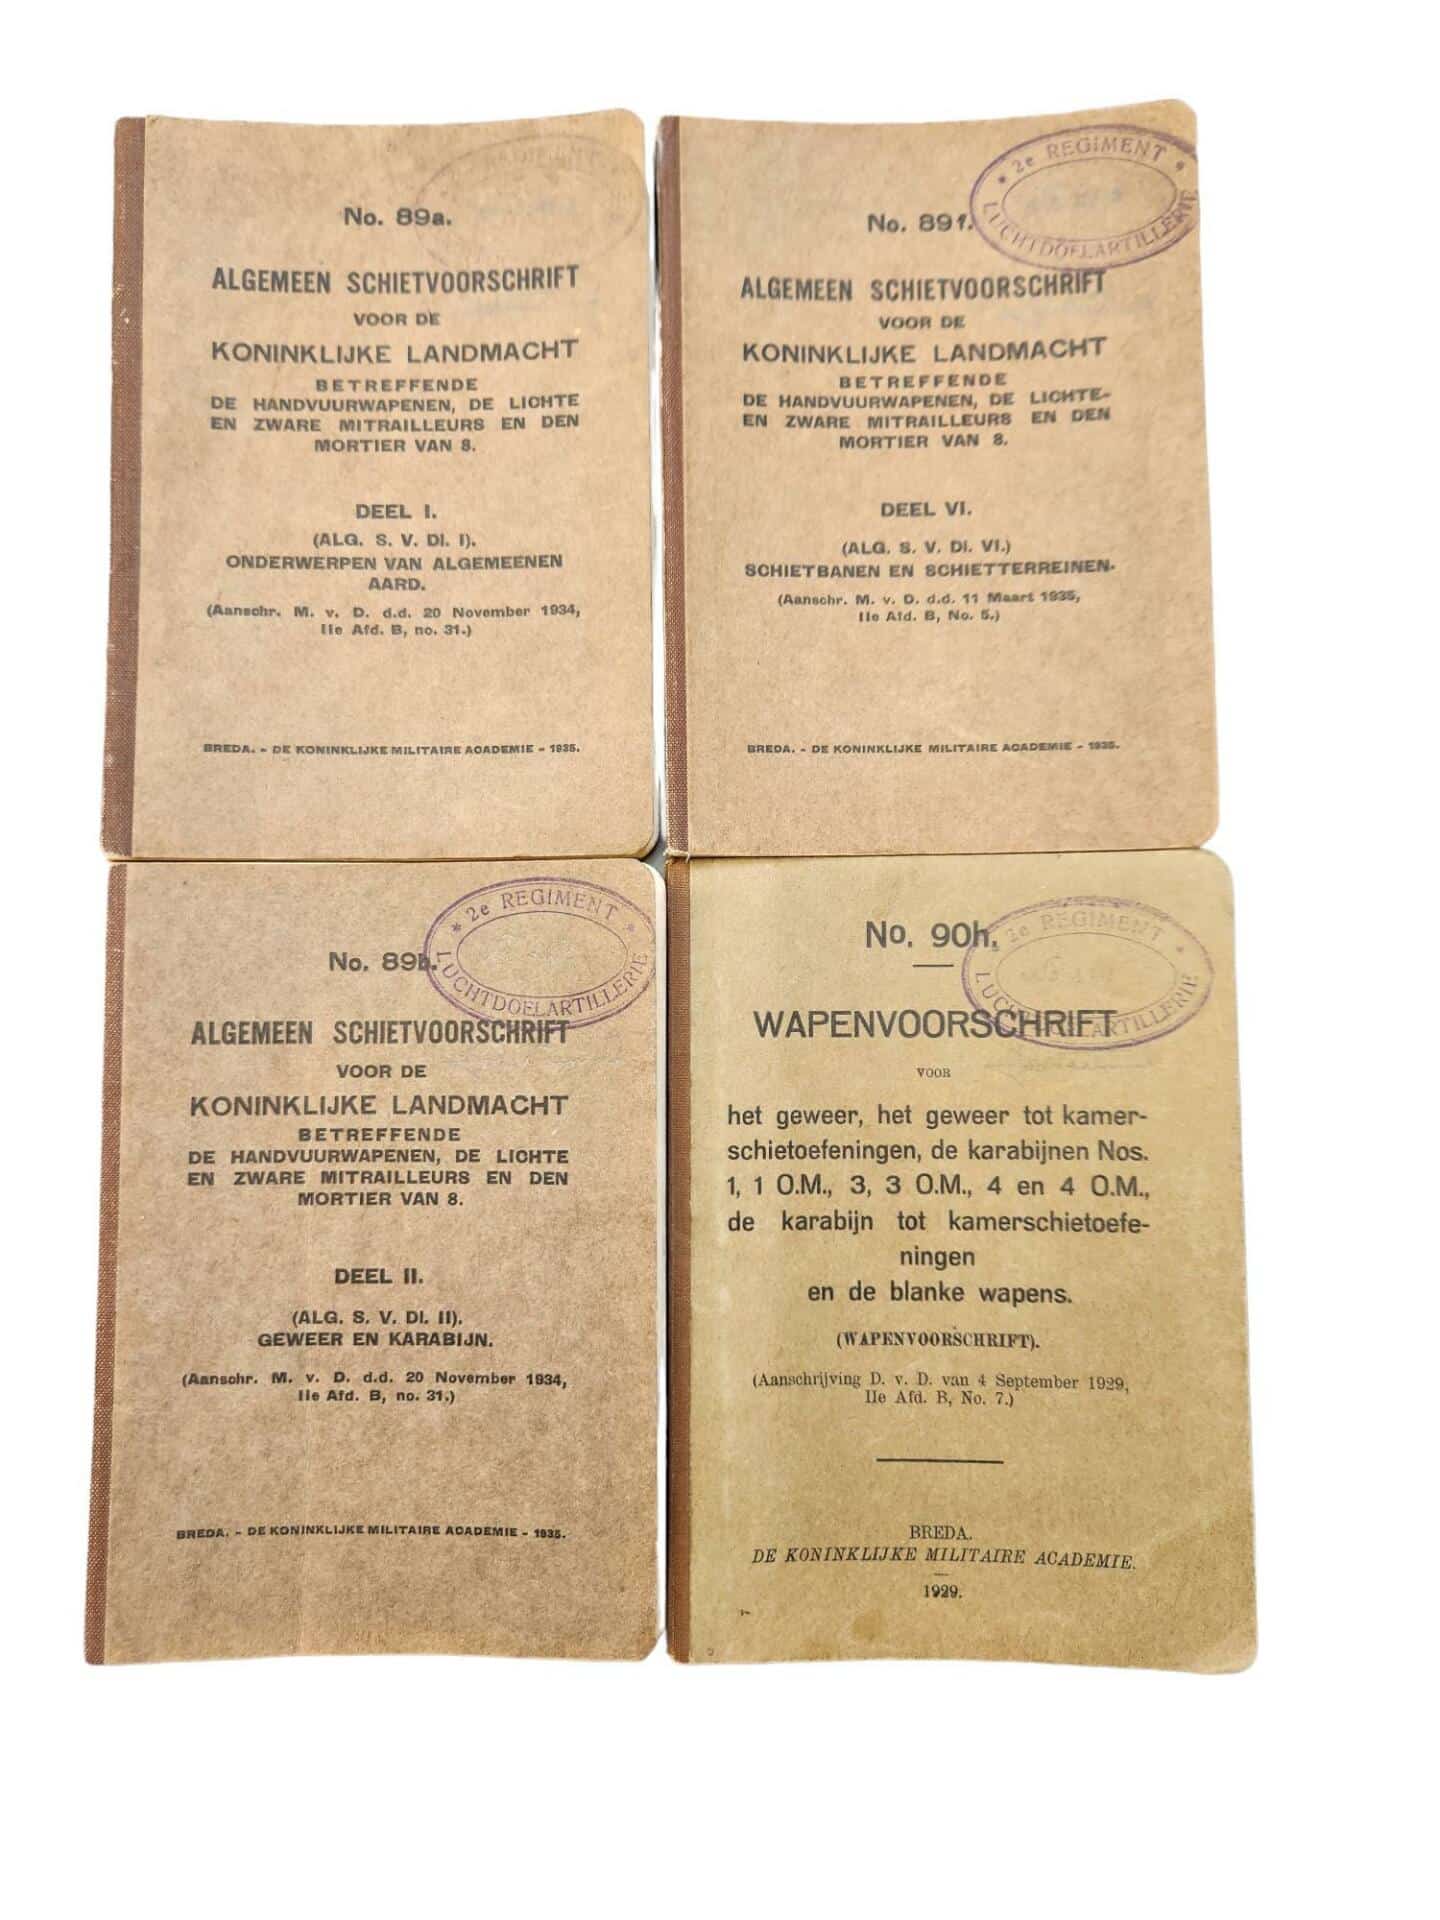 No. 89a.
ALGEMEEN SCHIETVOORSCHRIFT
VOOR DE
KONINKLIJKE LANDMACHT
BETREFFENDE
DE HANDVUURWAPENEN, DE LICHTE
EN ZWARE MITRAILLEURS EN DEN
MORTIER VAN 8.
DEEL I.
(ALG. S. V. Dl. I).
ONDERWERPEN VAN ALGEMEENEN
AARD.
(Aanschr. M. v. D. d.d. 20 November 1934,
IIe Afd. B, no. 31.)
BREDA. - DE KONINKLIJKE MILITAIRE ACADEMIE - 1935.
* 2e REGIMENT *
LUCHTDOELARTILLERIE
No. 89f.
ALGEMEEN SCHIETVOORSCHRIFT
VOOR DE
KONINKLIJKE LANDMACHT
BETREFFENDE
DE HANDVUURWAPENEN, DE LICHTE-
EN ZWARE MITRAILLEURS EN DEN
MORTIER VAN 8.
DEEL VI.
(ALG. S. V. Dl. VI.)
SCHIETBANEN EN SCHIETTERREINEN.
(Aanschr. M. v. D. d.d. 11 Maart 1935,
IIe Afd. B, No. 5.)
BREDA. - DE KONINKLIJKE MILITAIRE ACADEMIE - 1935.
* 2e REGIMENT *
LUCHTDOELARTILLERIE
No. 89b.
ALGEMEEN SCHIETVOORSCHRIFT
VOOR DE
KONINKLIJKE LANDMACHT
BETREFFENDE
DE HANDVUURWAPENEN, DE LICHTE
EN ZWARE MITRAILLEURS EN DEN
MORTIER VAN 8.
DEEL II.
(ALG. S. V. Dl. II).
GEWEER EN KARABIJN.
(Aanschr. M. v. D. d.d. 20 November 1934,
IIe Afd. B, no. 31.)
BREDA. - DE KONINKLIJKE MILITAIRE ACADEMIE - 1935.
* 2e REGIMENT *
LUCHTDOELARTILLERIE
No. 90h.
WAPENVOORSCHRIFT
VOOR
het geweer, het geweer tot kamer-
schietoefeningen, de karabijnen Nos.
1, 1 O.M., 3, 3 O.M., 4 en 4 O.M.,
de karabijn tot kamerschietoefe-
ningen
en de blanke wapens.
(WAPENVOORSCHRIFT).
(Aanschrijving D. v. D. van 4 September 1929,
IIe Afd. B, No. 7.)
BREDA.
DE KONINKLIJKE MILITAIRE ACADEMIE.
1929.